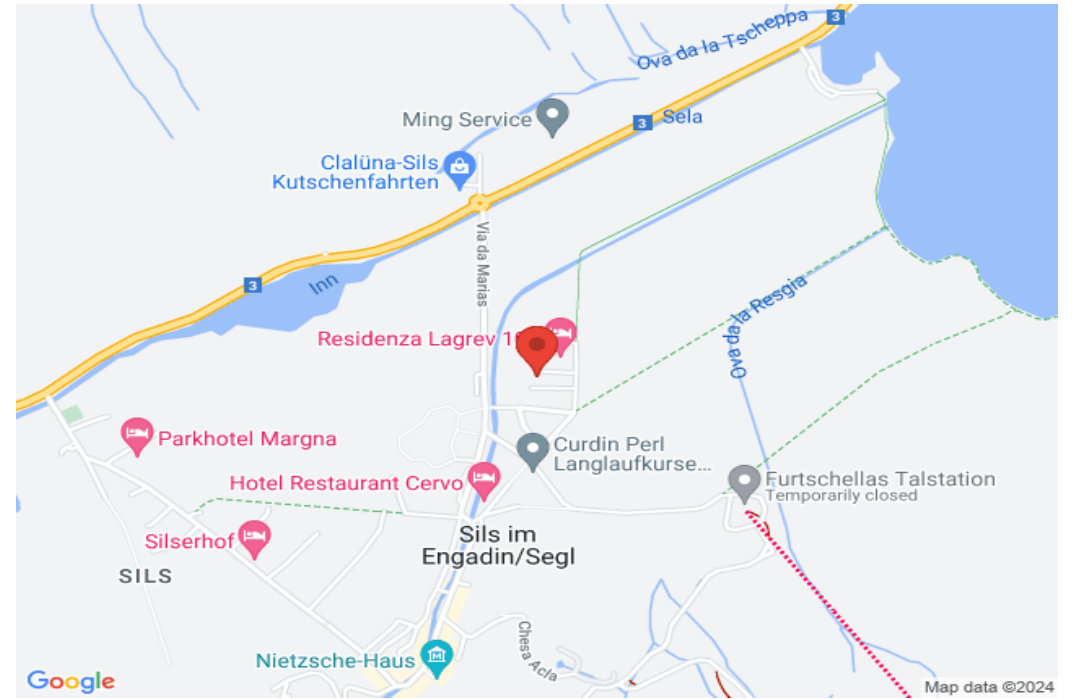 3
Ova da la Tscheppa
Ming Service
3
Sela
Clalüna-Sils
Kutschenfahrten
Via da Marias
3
Inn
Ova da la Resgia
Residenza Lagrev
Parkhotel Margna
Curdin Perl
Langlaufkurse...
Hotel Restaurant Cervo
Furtschellas Talstation
Temporarily closed
Silserhof
Sils im
Engadin/Segl
SILS
Chesa Acla
Nietzsche-Haus
M
Google
Map data ©2024